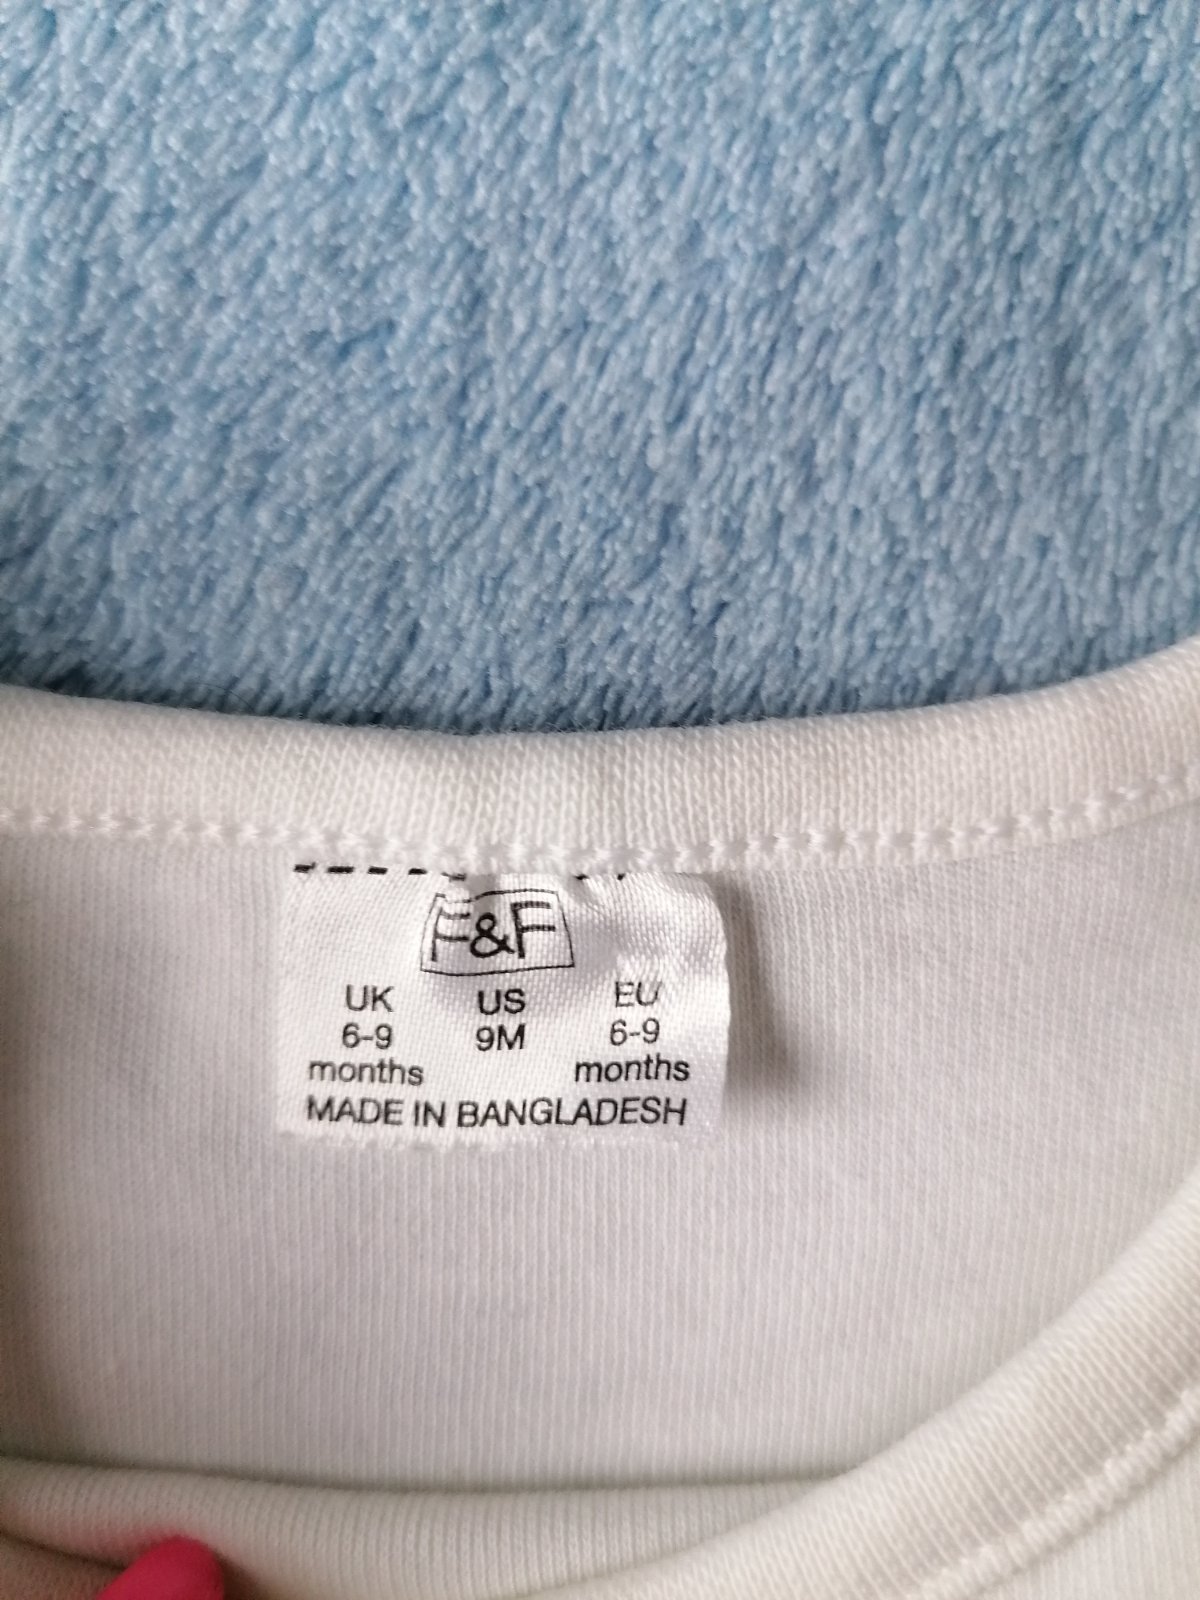 F&F
UK US EU
6-9 9M 6-9
months months
MADE IN BANGLADESH